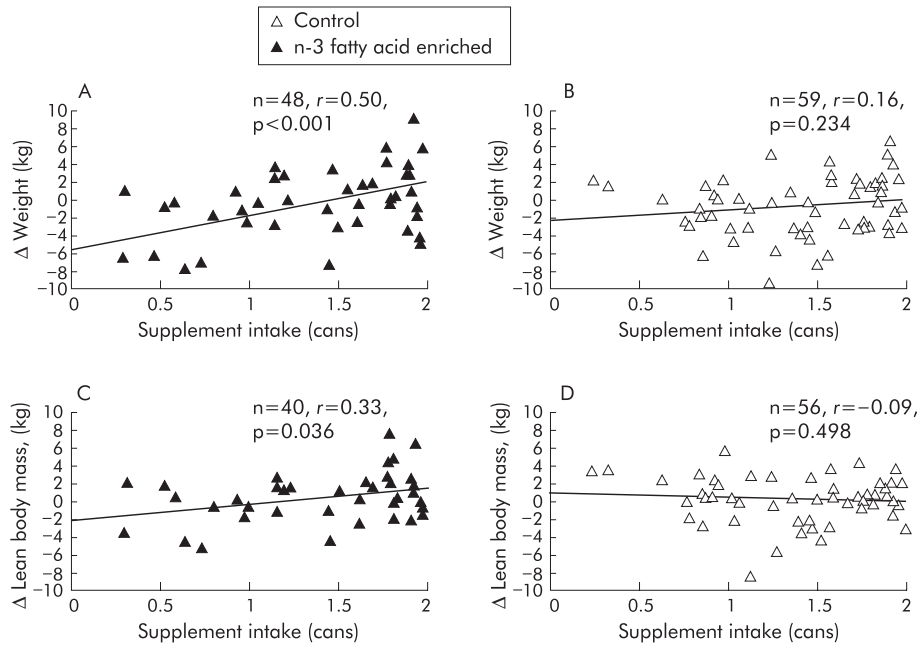 Control
n-3 fatty acid enriched
A
n=48, r=0.50,
p<0.001
Δ Weight (kg)
10
8
6
4
2
0
−2
−4
−6
−8
−10
0 0.5 1 1.5 2
Supplement intake (cans)
B
n=59, r=0.16,
p=0.234
Δ Weight (kg)
10
8
6
4
2
0
−2
−4
−6
−8
−10
0 0.5 1 1.5 2
Supplement intake (cans)
C
n=40, r=0.33,
p=0.036
Δ Lean body mass, (kg)
10
8
6
4
2
0
−2
−4
−6
−8
−10
0 0.5 1 1.5 2
Supplement intake (cans)
D
n=56, r=−0.09,
p=0.498
Δ Lean body mass, (kg)
10
8
6
4
2
0
−2
−4
−6
−8
−10
0 0.5 1 1.5 2
Supplement intake (cans)